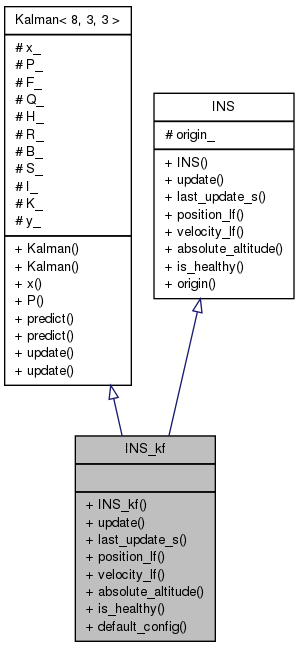 Kalman< 8, 3, 3 >
# x_
# P_
# F_
# Q_
# H_
# R_
# B_
# S_
# I_
# K_
# y_
+ Kalman()
+ Kalman()
+ x()
+ P()
+ predict()
+ predict()
+ update()
+ update()
INS
# origin_
+ INS()
+ update()
+ last_update_s()
+ position_lf()
+ velocity_lf()
+ absolute_altitude()
+ is_healthy()
+ origin()
INS_kf
+ INS_kf()
+ update()
+ last_update_s()
+ position_lf()
+ velocity_lf()
+ absolute_altitude()
+ is_healthy()
+ default_config()